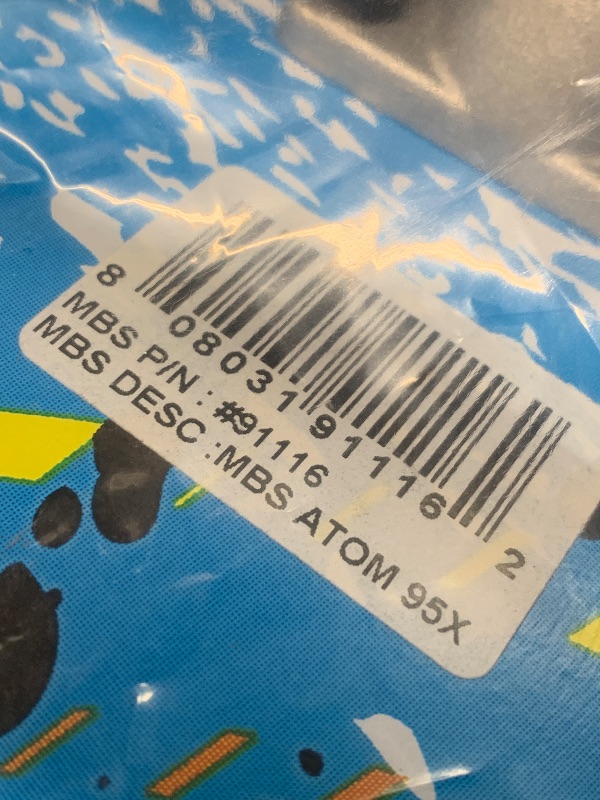 8 08031 91116 2
MBS P/N : #91116
MBS DESC :MBS ATOM 95X